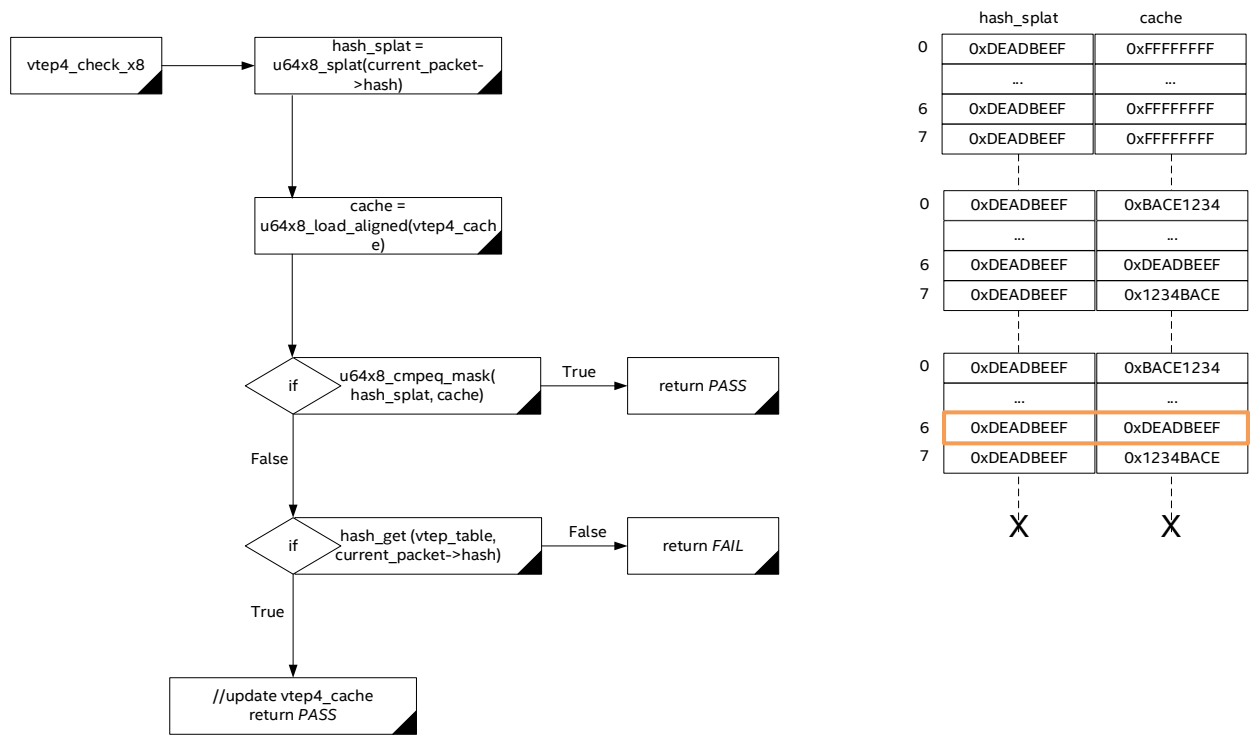 vtep4_check_x8
hash_splat =
u64x8_splat(current_packet-
>hash)
cache =
u64x8_load_aligned(vtep4_cach
e)
if
u64x8_cmpeq_mask(
hash_splat, cache)
True
return PASS
False
if
hash_get (vtep_table,
current_packet->hash)
False
return FAIL
True
//update vtep4_cache
return PASS
hash_splat cache
0 0xDEADBEEF 0xFFFFFFFF
... ...
6 0xDEADBEEF 0xFFFFFFFF
7 0xDEADBEEF 0xFFFFFFFF
0 0xDEADBEEF 0xBACE1234
... ...
6 0xDEADBEEF 0xDEADBEEF
7 0xDEADBEEF 0x1234BACE
0 0xDEADBEEF 0xBACE1234
... ...
6 0xDEADBEEF 0xDEADBEEF
7 0xDEADBEEF 0x1234BACE
X X